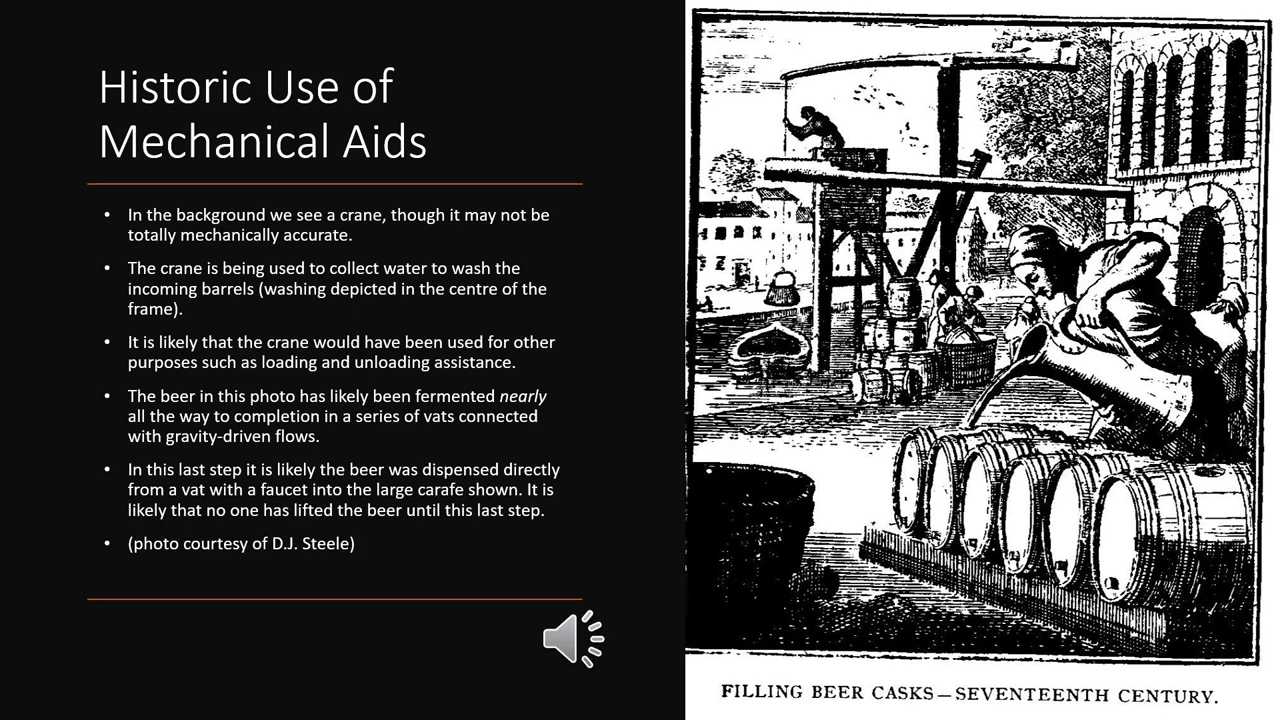 Historic Use of
Mechanical Aids
• In the background we see a crane, though it may not be
totally mechanically accurate.
• The crane is being used to collect water to wash the
incoming barrels (washing depicted in the centre of the
frame).
• It is likely that the crane would have been used for other
purposes such as loading and unloading assistance.
• The beer in this photo has likely been fermented nearly
all the way to completion in a series of vats connected
with gravity-driven flows.
• In this last step it is likely the beer was dispensed directly
from a vat with a faucet into the large carafe shown. It is
likely that no one has lifted the beer until this last step.
• (photo courtesy of D.J. Steele)
FILLING BEER CASKS—SEVENTEENTH CENTURY.